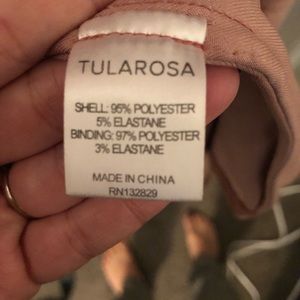 TULAROSA
SHELL: 95% POLYESTER
5% ELASTANE
BINDING: 97% POLYESTER
3% ELASTANE
MADE IN CHINA
RN132829